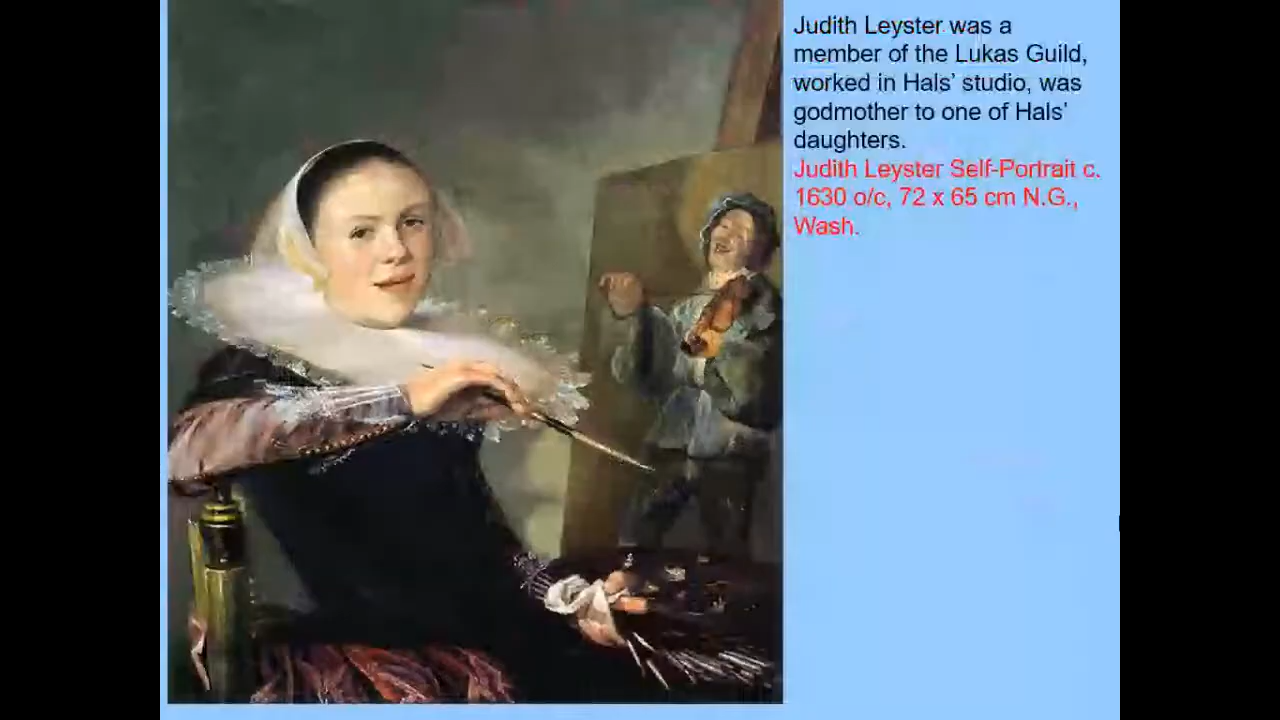 Judith Leyster was a
member of the Lukas Guild,
worked in Hals’ studio, was
godmother to one of Hals’
daughters.
Judith Leyster Self-Portrait c.
1630 o/c, 72 x 65 cm N.G.,
Wash.